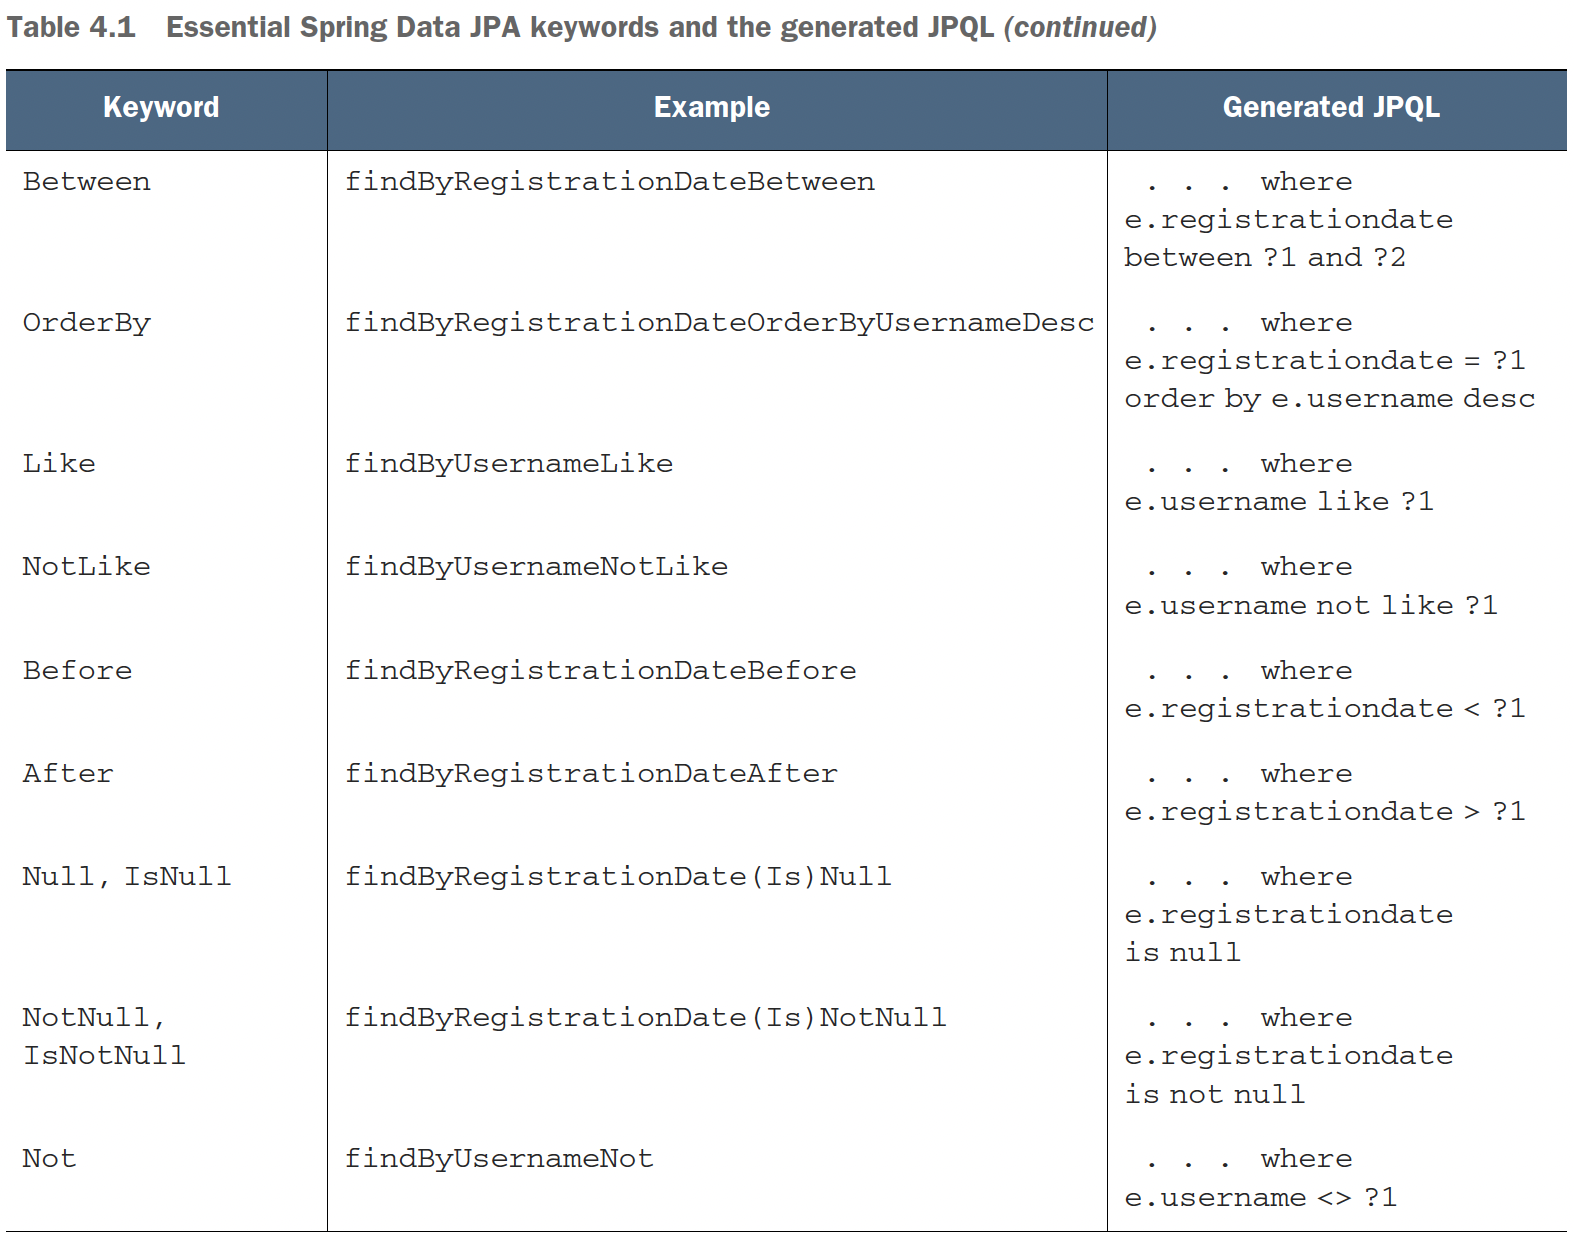 Table 4.1 Essential Spring Data JPA keywords and the generated JPQL (continued)
Keyword Example Generated JPQL
Between findByRegistrationDateBetween . . . where
e.registrationdate
between ?1 and ?2
OrderBy findByRegistrationDateOrderByUsernameDesc . . . where
e.registrationdate = ?1
order by e.username desc
Like findByUsernameLike . . . where
e.username like ?1
NotLike findByUsernameNotLike . . . where
e.username not like ?1
Before findByRegistrationDateBefore . . . where
e.registrationdate < ?1
After findByRegistrationDateAfter . . . where
e.registrationdate > ?1
Null, IsNull findByRegistrationDate(Is)Null . . . where
e.registrationdate
is null
NotNull, findByRegistrationDate(Is)NotNull . . . where
IsNotNull e.registrationdate
is not null
Not findByUsernameNot . . . where
e.username <> ?1